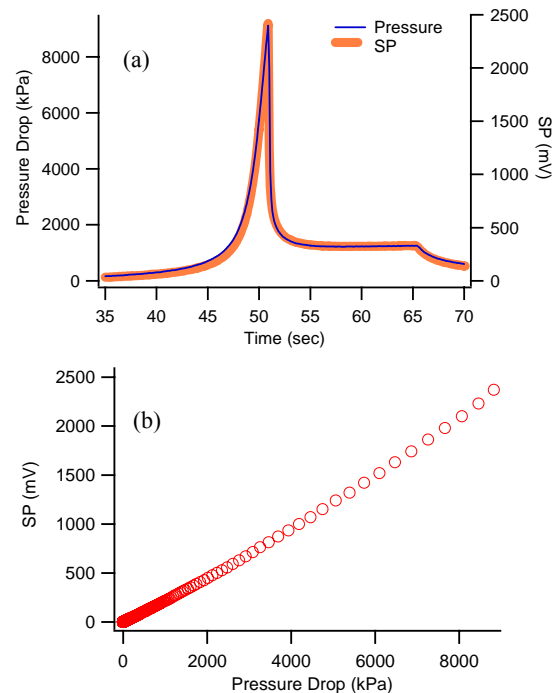 (a)
Pressure
SP
Pressure Drop (kPa)
8000
6000
4000
2000
0
2500
2000
1500
1000
500
0
SP (mV)
35 40 45 50 55 60 65 70
Time (sec)
(b)
SP (mV)
2500
2000
1500
1000
500
0
0 2000 4000 6000 8000
Pressure Drop (kPa)